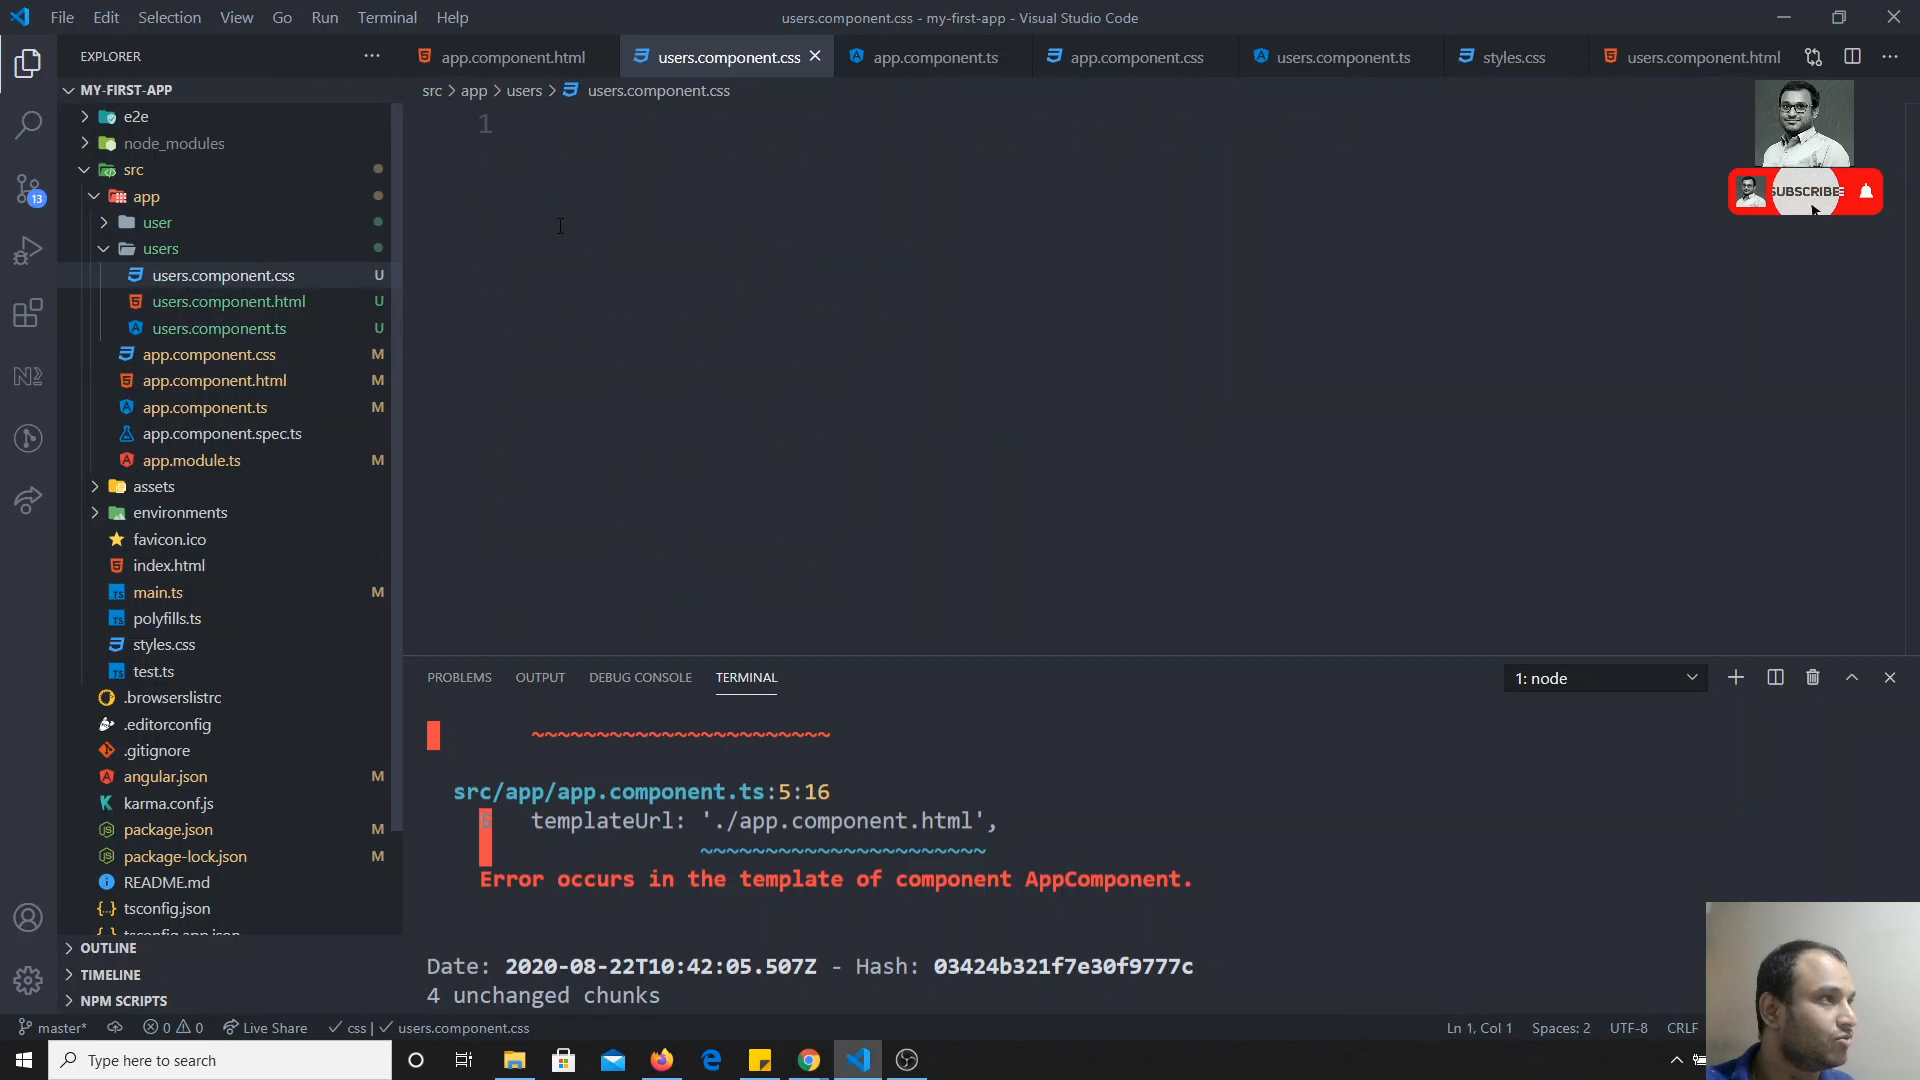 File Edit Selection View Go Run Terminal Help
users.component.css - my-first-app - Visual Studio Code
EXPLORER
app.component.html
users.component.css
app.component.ts
app.component.css
users.component.ts
styles.css
users.component.html
MY-FIRST-APP
src > app > users > users.component.css
1
e2e
node_modules
src
app
user
users
users.component.css U
users.component.html U
users.component.ts U
app.component.css M
app.component.html M
app.component.ts M
app.component.spec.ts
app.module.ts M
assets
environments
favicon.ico
index.html
main.ts M
polyfills.ts
styles.css
test.ts
.browserslistrc
.editorconfig
.gitignore
angular.json M
karma.conf.js
package.json M
package-lock.json M
README.md
tsconfig.json
tsconfig.app.json
OUTLINE
TIMELINE
NPM SCRIPTS
13
SUBSCRIBE
PROBLEMS OUTPUT DEBUG CONSOLE TERMINAL
1: node
~~~~~~~~~~~~~~~~~~~~~~~
src/app/app.component.ts:5:16
5 templateUrl: './app.component.html',
~~~~~~~~~~~~~~~~~~~~~~
Error occurs in the template of component AppComponent.
Date: 2020-08-22T10:42:05.507Z - Hash: 03424b321f7e30f9777c
4 unchanged chunks
master* 0 0 Live Share css | users.component.css
Ln 1, Col 1 Spaces: 2 UTF-8 CRLF
Type here to search